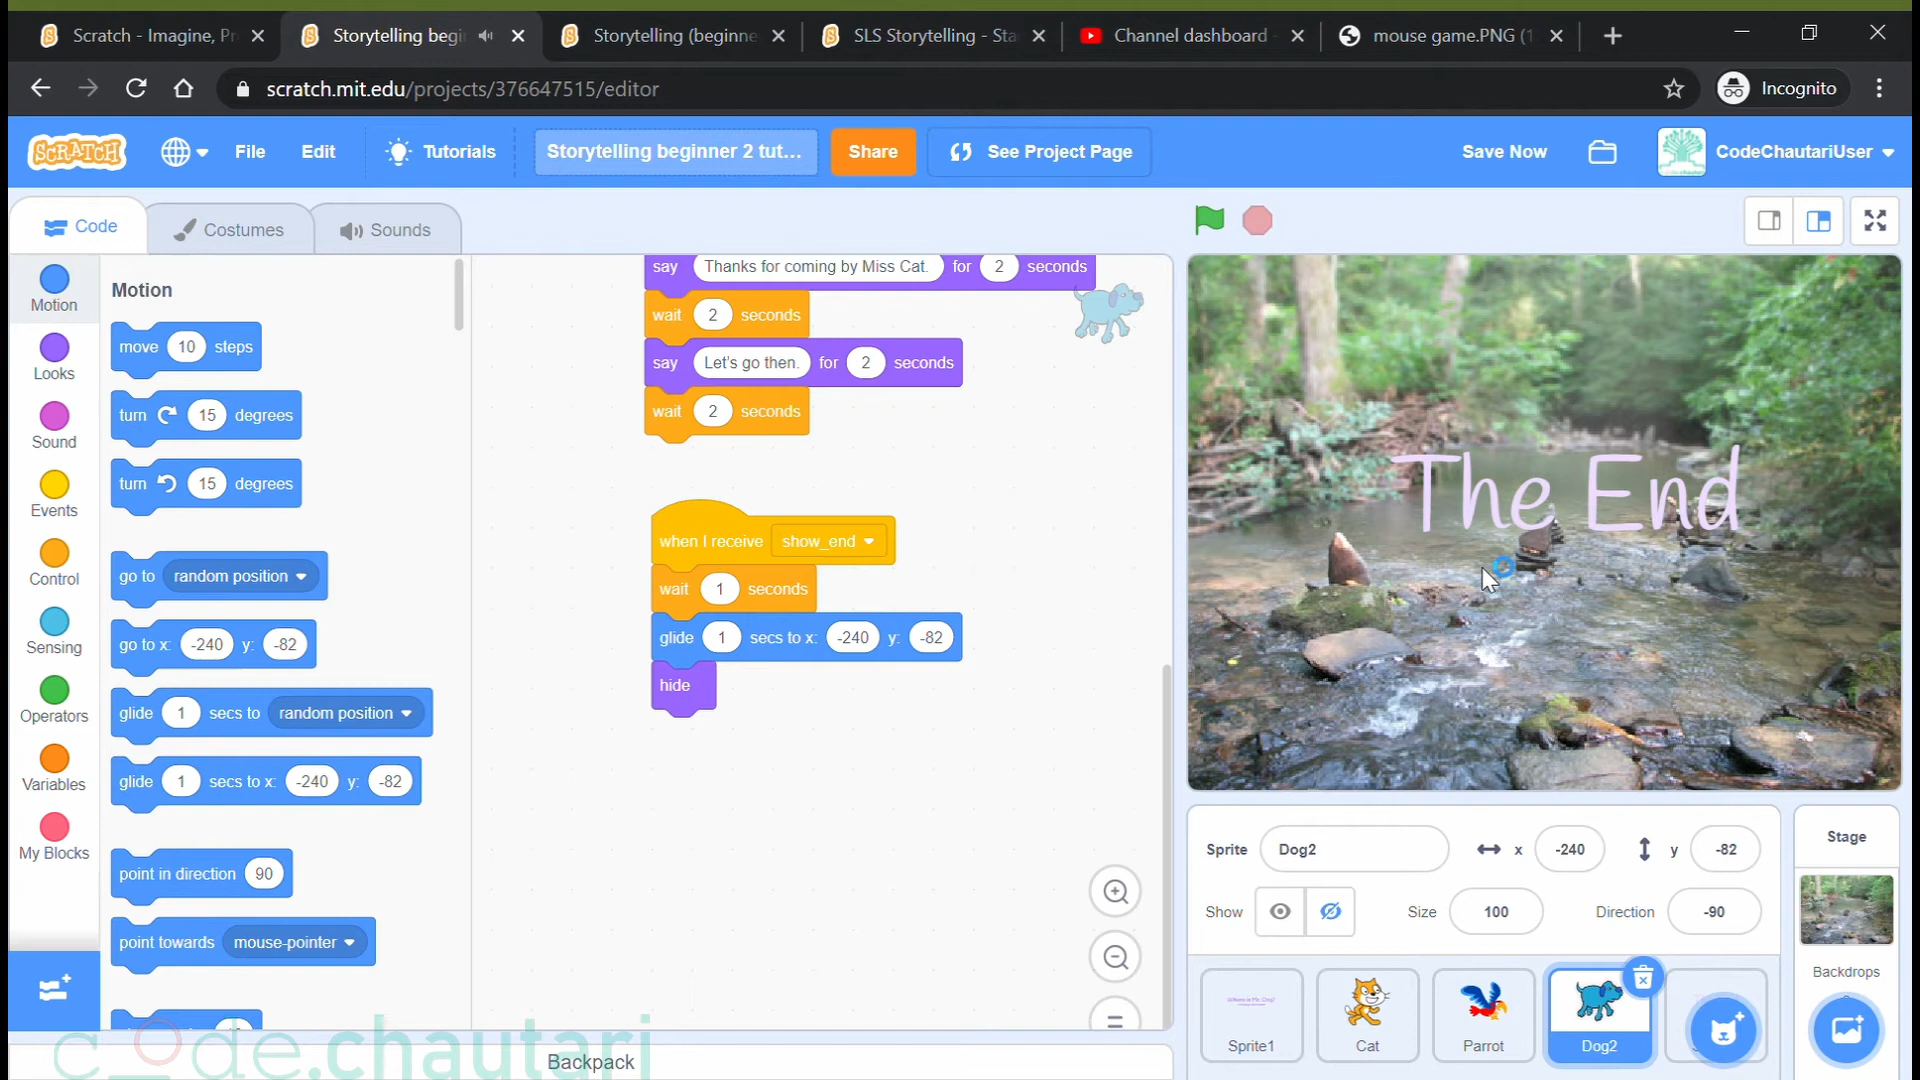 Scratch - Imagine, Pr
Storytelling begi
Storytelling (beginne
SLS Storytelling - Sta
Channel dashboard -
mouse game.PNG (1
scratch.mit.edu/projects/376647515/editor
Incognito
SCRATCH
File
Edit
Tutorials
Storytelling beginner 2 tut...
Share
See Project Page
Save Now
CodeChautariUser
Code
Costumes
Sounds
Motion
Looks
Sound
Events
Control
Sensing
Operators
Variables
My Blocks
Motion
move 10 steps
turn 15 degrees
turn 15 degrees
go to random position
go to x: -240 y: -82
glide 1 secs to random position
glide 1 secs to x: -240 y: -82
point in direction 90
point towards mouse-pointer
say Thanks for coming by Miss Cat. for 2 seconds
wait 2 seconds
say Let's go then. for 2 seconds
wait 2 seconds
when I receive show_end
wait 1 seconds
glide 1 secs to x: -240 y: -82
hide
The End
Sprite Dog2 x -240 y -82
Show Size 100 Direction -90
Sprite1
Cat
Parrot
Dog2
Stage
Backdrops
Backpack
code.chautari